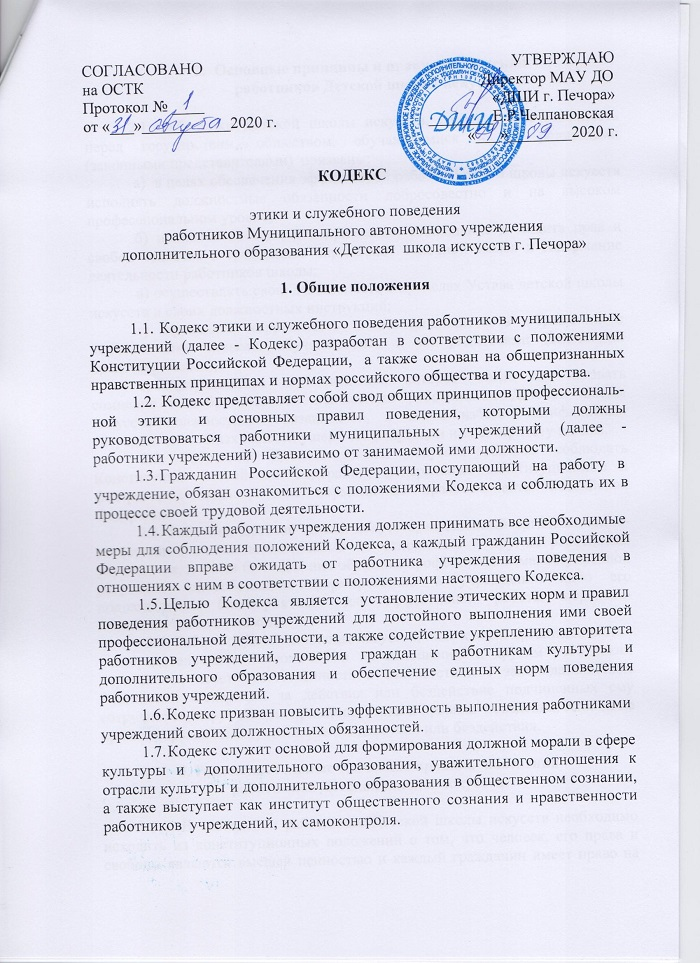 СОГЛАСОВАНО
на ОСТК
Протокол № 1
от «31» августа 2020 г.
УТВЕРЖДАЮ
Директор МАУ ДО
«ДШИ г. Печора»
Е.Р.Челпановская
09 2020 г.
ДШИ
КОДЕКС
этики и служебного поведения
работников Муниципального автономного учреждения
дополнительного образования «Детская школа искусств г. Печора»
1. Общие положения
1.1. Кодекс этики и служебного поведения работников муниципальных
учреждений (далее - Кодекс) разработан в соответствии с положениями
Конституции Российской Федерации, а также основан на общепризнанных
нравственных принципах и нормах российского общества и государства.
1.2. Кодекс представляет собой свод общих принципов профессиональ-
ной этики и основных правил поведения, которыми должны
руководствоваться работники муниципальных учреждений (далее -
работники учреждений) независимо от занимаемой ими должности.
1.3. Гражданин Российской Федерации, поступающий на работу в
учреждение, обязан ознакомиться с положениями Кодекса и соблюдать их в
процессе своей трудовой деятельности.
1.4. Каждый работник учреждения должен принимать все необходимые
меры для соблюдения положений Кодекса, а каждый гражданин Российской
Федерации вправе ожидать от работника учреждения поведения в
отношениях с ним в соответствии с положениями настоящего Кодекса.
1.5. Целью Кодекса является установление этических норм и правил
поведения работников учреждений для достойного выполнения ими своей
профессиональной деятельности, а также содействие укреплению авторитета
работников учреждений, доверия граждан к работникам культуры и
дополнительного образования и обеспечение единых норм поведения
работников учреждений.
1.6. Кодекс призван повысить эффективность выполнения работниками
учреждений своих должностных обязанностей.
1.7. Кодекс служит основой для формирования должной морали в сфере
культуры и дополнительного образования, уважительного отношения к
отрасли культуры и дополнительного образования в общественном сознании,
а также выступает как институт общественного сознания и нравственности
работников учреждений, их самоконтроля.